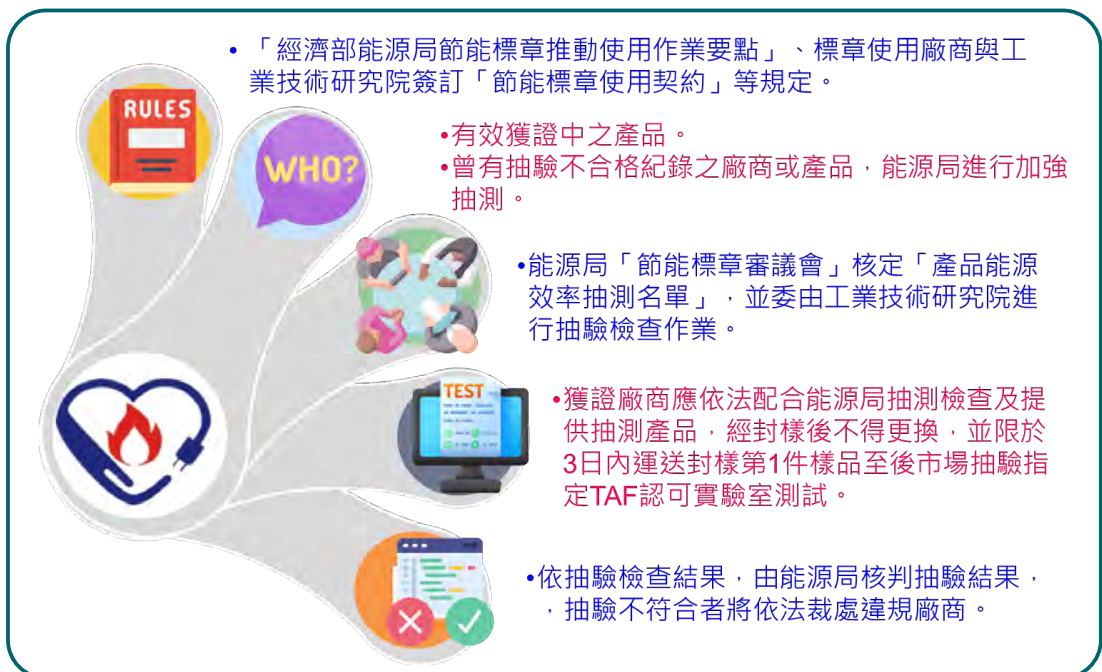 • 「經濟部能源局節能標章推動使用作業要點」、標章使用廠商與工
業技術研究院簽訂「節能標章使用契約」等規定。
RULES
WHO?
•有效獲證中之產品。
•曾有抽驗不合格紀錄之廠商或產品，能源局進行加強
抽測。
•能源局「節能標章審議會」核定「產品能源
效率抽測名單」，並委由工業技術研究院進
行抽驗檢查作業。
TEST
•獲證廠商應依法配合能源局抽測檢查及提
供抽測產品，經封樣後不得更換，並限於
3日內運送封樣第1件樣品至後市場抽驗指
定TAF認可實驗室測試。
•依抽驗檢查結果，由能源局核判抽驗結果，
，抽驗不符合者將依法裁處違規廠商。